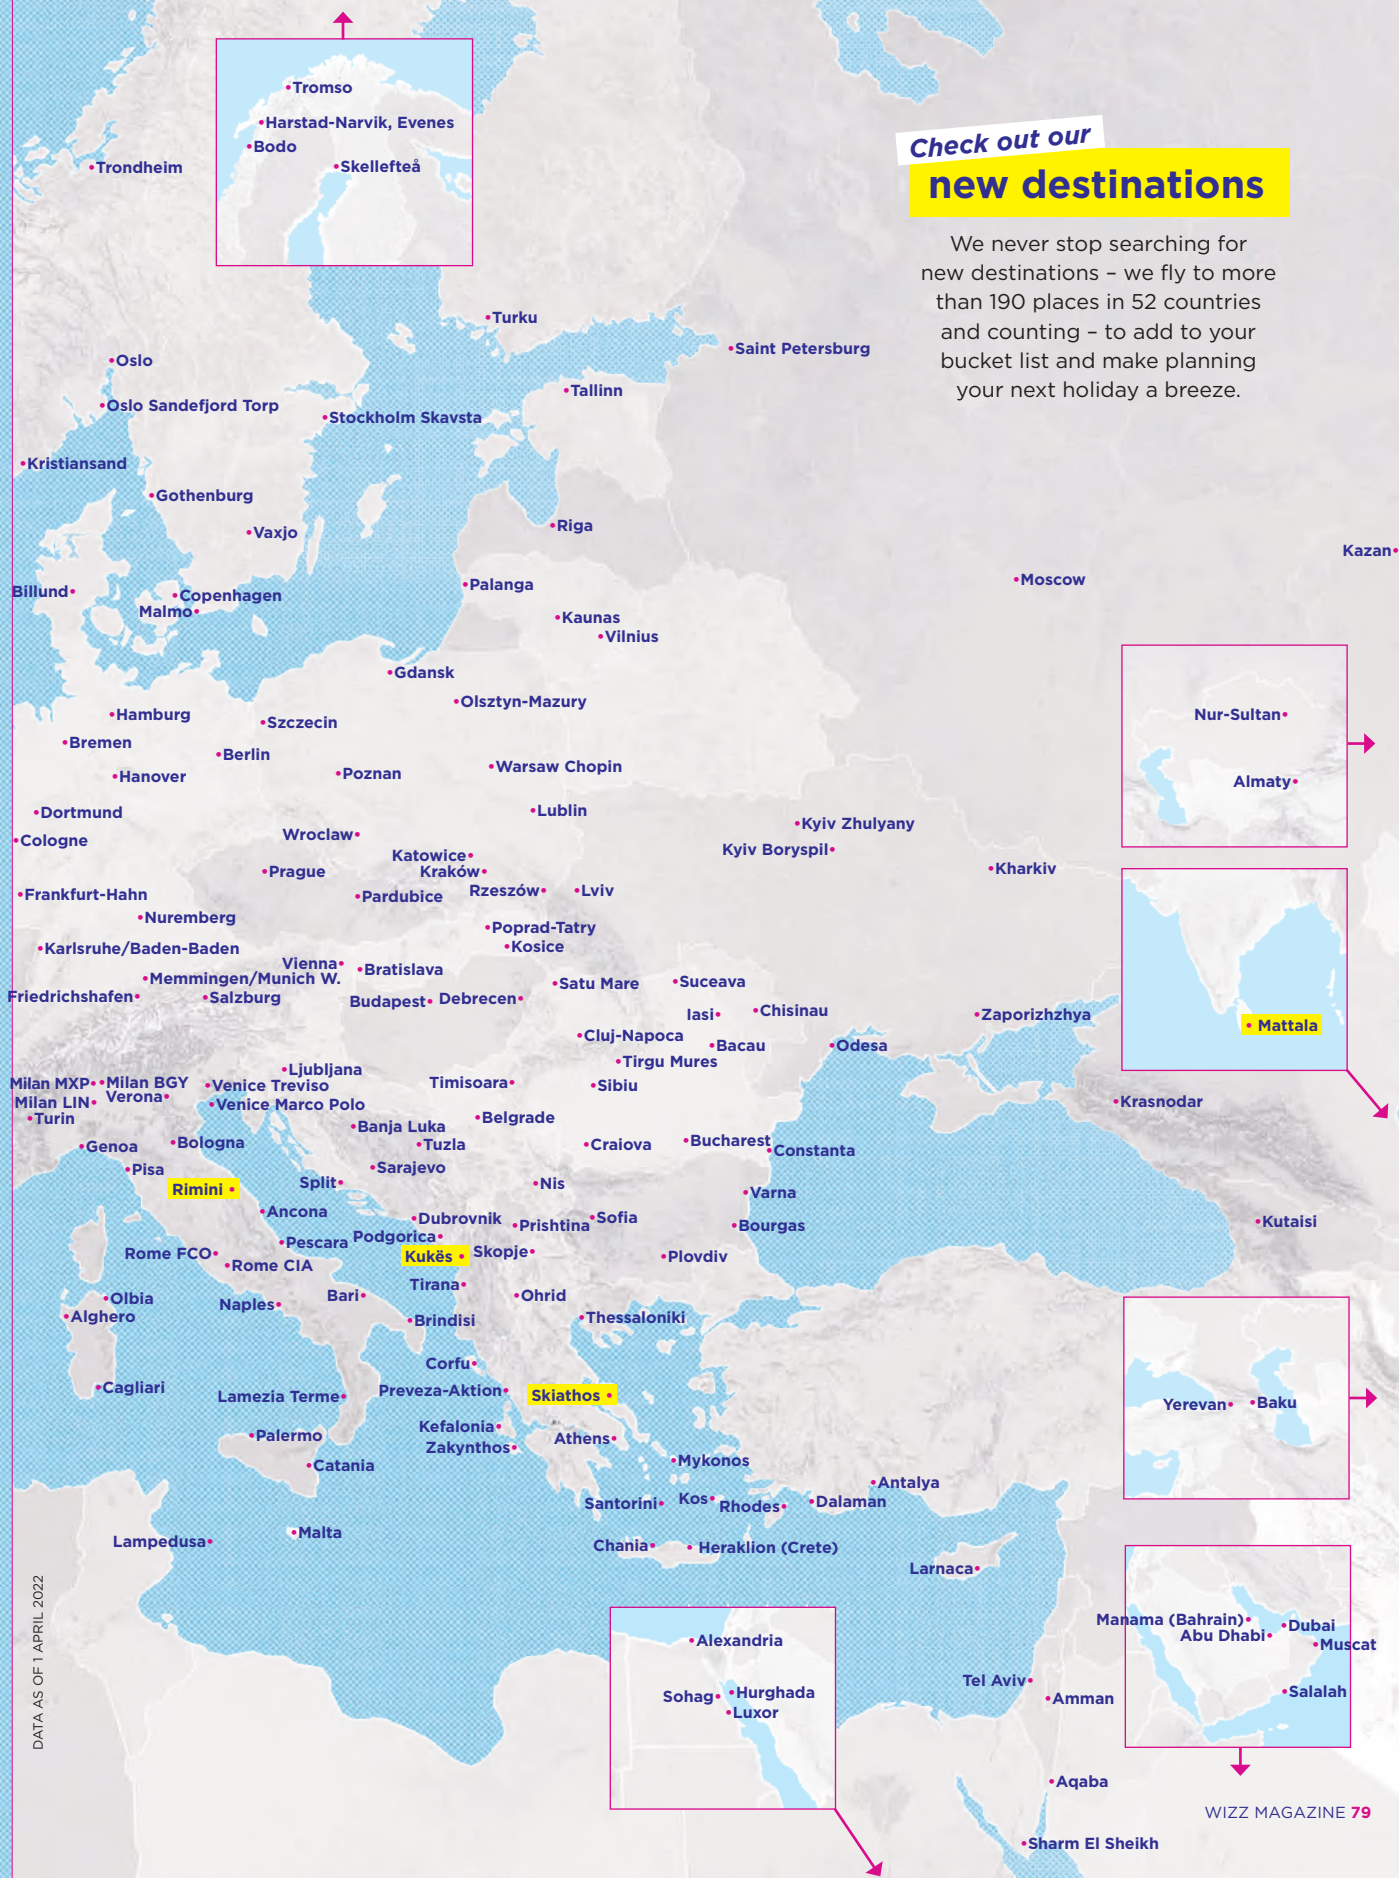 Tromso
Harstad-Narvik, Evenes
Bodo
Skellefteå
Trondheim
Check out our
new destinations
We never stop searching for
new destinations – we fly to more
than 190 places in 52 countries
and counting – to add to your
bucket list and make planning
your next holiday a breeze.
Turku
Saint Petersburg
Oslo
Tallinn
Oslo Sandefjord Torp
Stockholm Skavsta
Kristiansand
Gothenburg
Riga
Vaxjo
Kazan
Moscow
Palanga
Billund
Copenhagen
Malmo
Kaunas
Vilnius
Gdansk
Olsztyn-Mazury
Hamburg
Szczecin
Nur-Sultan
Bremen
Berlin
Hanover
Poznan
Warsaw Chopin
Almaty
Dortmund
Lublin
Kyiv Zhulyany
Cologne
Wroclaw
Kyiv Boryspil
Katowice
Kraków
Prague
Kharkiv
Rzeszów
Lviv
Frankfurt-Hahn
Pardubice
Nuremberg
Poprad-Tatry
Kosice
Karlsruhe/Baden-Baden
Vienna
Bratislava
Memmingen/Munich W.
Satu Mare
Suceava
Friedrichshafen
Salzburg
Budapest
Debrecen
Iasi
Chisinau
Zaporizhzhya
Mattala
Cluj-Napoca
Bacau
Odesa
Tirgu Mures
Ljubljana
Milan MXP
Milan BGY
Venice Treviso
Timisoara
Sibiu
Milan LIN
Verona
Venice Marco Polo
Krasnodar
Turin
Banja Luka
Belgrade
Genoa
Bologna
Tuzla
Craiova
Bucharest
Constanta
Pisa
Sarajevo
Rimini
Split
Nis
Varna
Ancona
Dubrovnik
Prishtina
Sofia
Bourgas
Kutaisi
Pescara
Podgorica
Rome FCO
Kukës
Skopje
Plovdiv
Rome CIA
Tirana
Olbia
Naples
Bari
Ohrid
Alghero
Brindisi
Thessaloniki
Corfu
Cagliari
Lamezia Terme
Preveza-Aktion
Skiathos
Yerevan
Baku
Kefalonia
Palermo
Zakynthos
Athens
Catania
Mykonos
Antalya
Santorini
Kos
Rhodes
Dalaman
Malta
Lampedusa
Chania
Heraklion (Crete)
Larnaca
DATA AS OF 1 APRIL 2022
Manama (Bahrain)
Dubai
Abu Dhabi
Muscat
Alexandria
Tel Aviv
Salalah
Sohag
Hurghada
Luxor
Amman
Aqaba
WIZZ MAGAZINE 79
Sharm El Sheikh